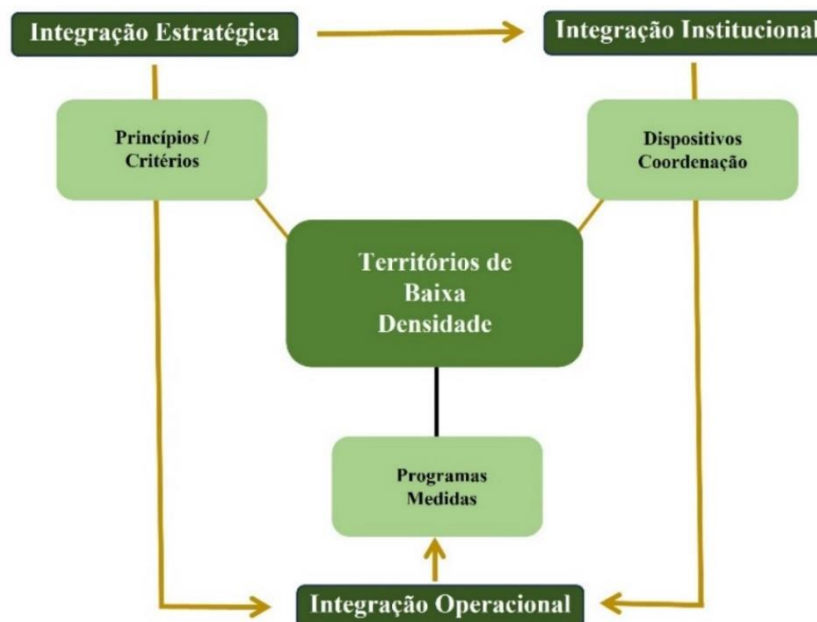 Integração Estratégica
Integração Institucional
Princípios /
Critérios
Dispositivos
Coordenação
Territórios de
Baixa
Densidade
Programas
Medidas
Integração Operacional